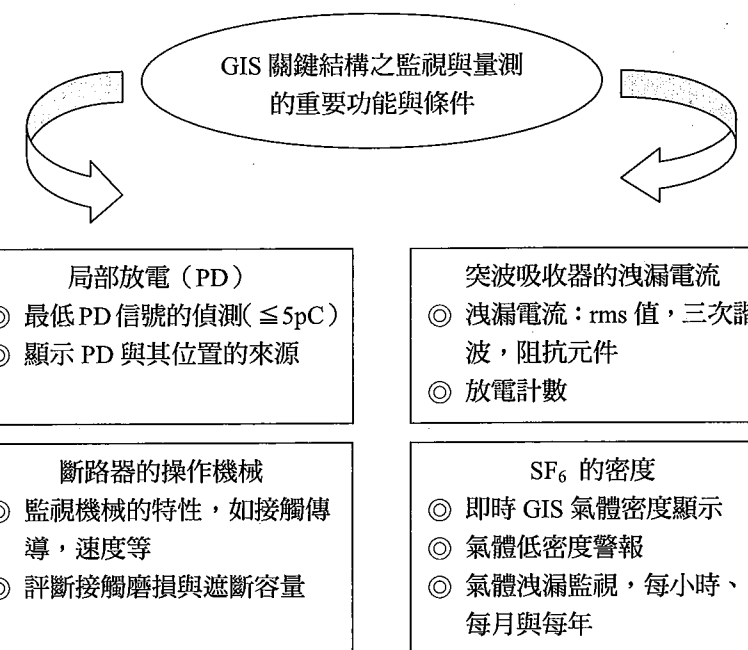 GIS 關鍵結構之監視與量測
的重要功能與條件
局部放電（PD）
◎ 最低 PD 信號的偵測（≦5pC）
◎ 顯示 PD 與其位置的來源
突波吸收器的洩漏電流
◎ 洩漏電流：rms 值，三次諧
波，阻抗元件
◎ 放電計數
斷路器的操作機械
◎ 監視機械的特性，如接觸傳
導，速度等
◎ 評斷接觸磨損與遮斷容量
SF₆ 的密度
◎ 即時 GIS 氣體密度顯示
◎ 氣體低密度警報
◎ 氣體洩漏監視，每小時、
每月與每年